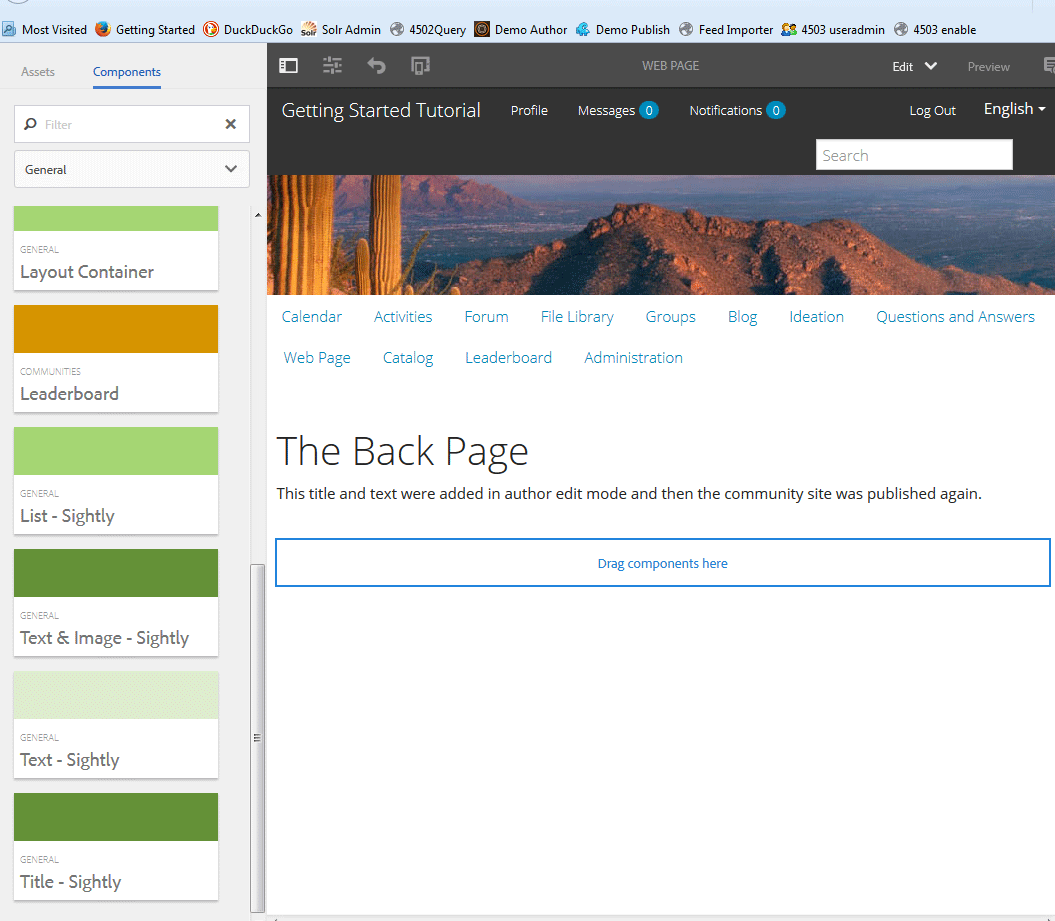 Most Visited Getting Started DuckDuckGo Solr Admin 4502Query Demo Author Demo Publish Feed Importer 4503 useradmin 4503 enable
Assets Components
Filter
General
GENERAL
Layout Container
COMMUNITIES
Leaderboard
GENERAL
List - Sightly
GENERAL
Text & Image - Sightly
GENERAL
Text - Sightly
GENERAL
Title - Sightly
WEB PAGE Edit Preview
Getting Started Tutorial Profile Messages 0 Notifications 0 Log Out English
Search
Calendar Activities Forum File Library Groups Blog Ideation Questions and Answers
Web Page Catalog Leaderboard Administration
The Back Page
This title and text were added in author edit mode and then the community site was published again.
Drag components here